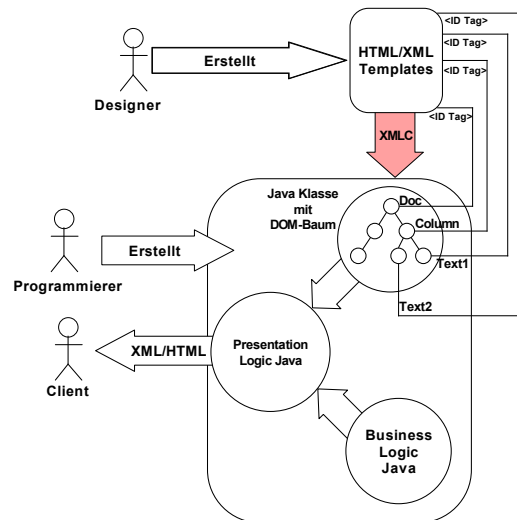 <ID Tag>
HTML/XML
Templates
<ID Tag>
<ID Tag>
<ID Tag>
Erstellt
Designer
XMLC
Java Klasse
mit
DOM-Baum
Doc
Column
Text1
Text2
Erstellt
Programmierer
XML/HTML
Client
Presentation
Logic Java
Business
Logic
Java